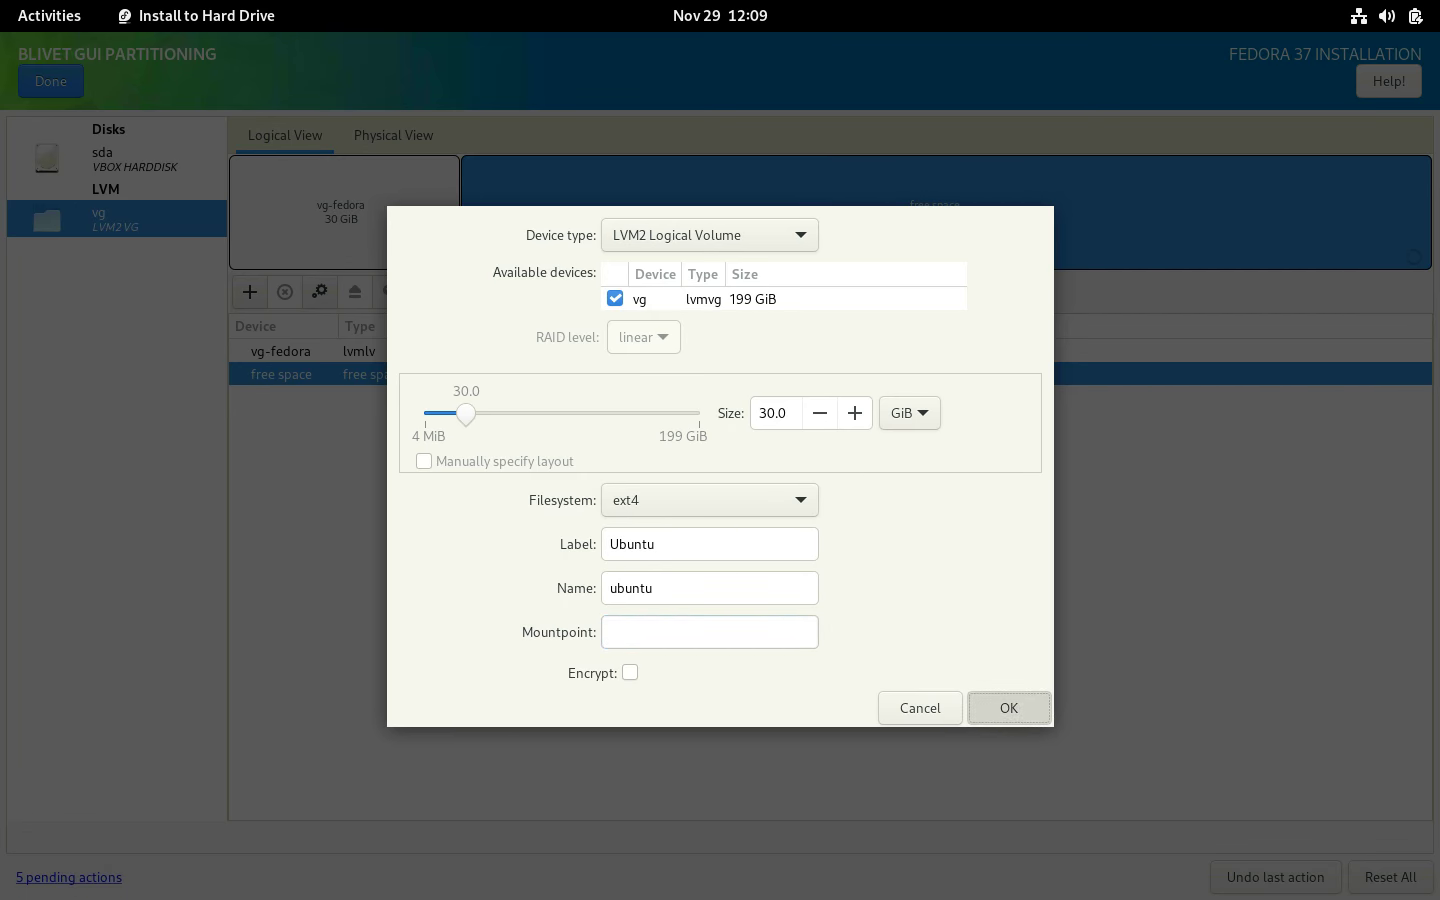 Activities Install to Hard Drive Nov 29 12:09
BLIVET GUI PARTITIONING FEDORA 37 INSTALLATION
Done Help!
Disks
sda
VBOX HARDDISK
LVM
vg
LVM2 VG
Logical View Physical View
vg-fedora
30 GiB
free space
Device Type
vg-fedora lvmlv
free space free spa
Device type: LVM2 Logical Volume
Available devices: Device Type Size
vg lvmvg 199 GiB
RAID level: linear
30.0
Size: 30.0 GiB
4 MiB 199 GiB
Manually specify layout
Filesystem: ext4
Label: Ubuntu
Name: ubuntu
Mountpoint:
Encrypt:
Cancel OK
5 pending actions Undo last action Reset All